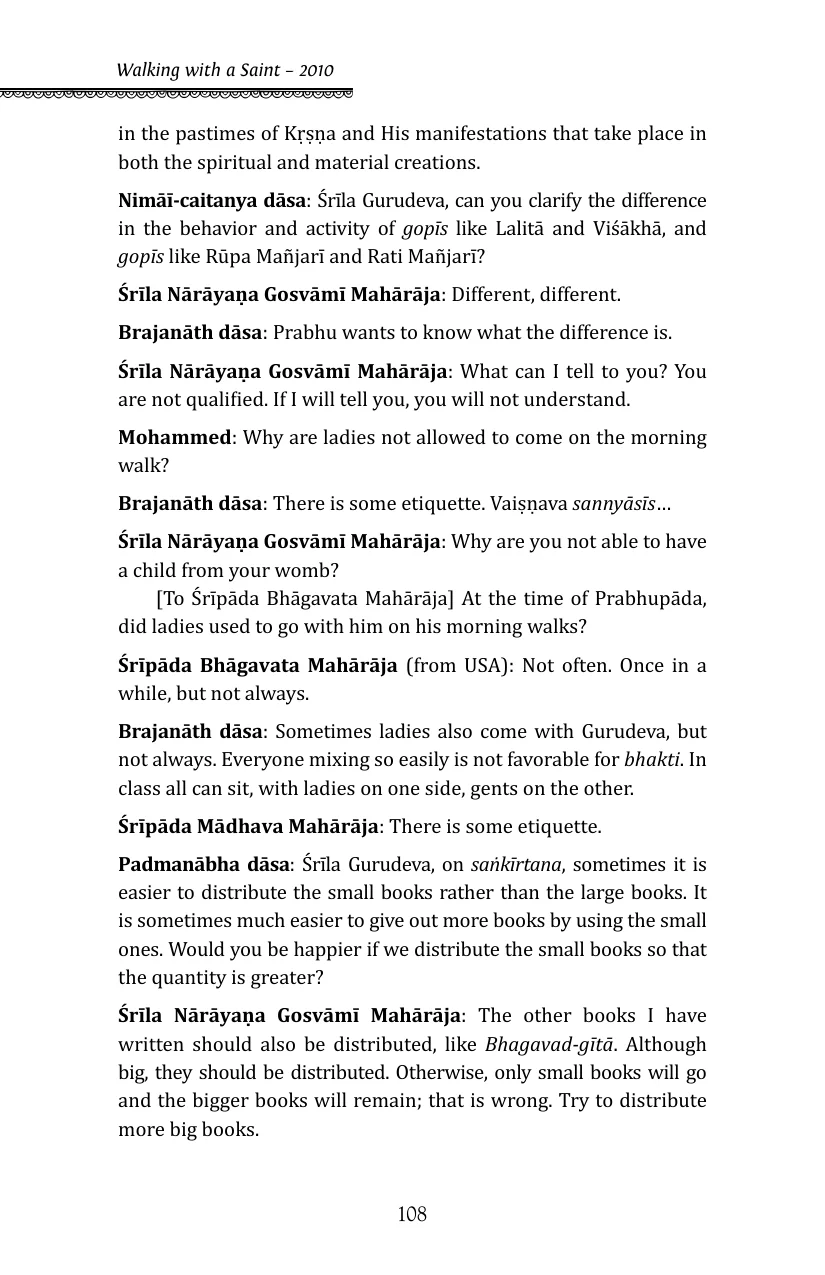 Walking with a Saint – 2010
in the pastimes of Kṛṣṇa and His manifestations that take place in
both the spiritual and material creations.
Nimāī-caitanya dāsa: Śrīla Gurudeva, can you clarify the difference
in the behavior and activity of gopīs like Lalitā and Viśākhā, and
gopīs like Rūpa Mañjarī and Rati Mañjarī?
Śrīla Nārāyaṇa Gosvāmī Mahārāja: Different, different.
Brajanāth dāsa: Prabhu wants to know what the difference is.
Śrīla Nārāyaṇa Gosvāmī Mahārāja: What can I tell to you? You
are not qualified. If I will tell you, you will not understand.
Mohammed: Why are ladies not allowed to come on the morning
walk?
Brajanāth dāsa: There is some etiquette. Vaiṣṇava sannyāsīs…
Śrīla Nārāyaṇa Gosvāmī Mahārāja: Why are you not able to have
a child from your womb?
[To Śrīpāda Bhāgavata Mahārāja] At the time of Prabhupāda,
did ladies used to go with him on his morning walks?
Śrīpāda Bhāgavata Mahārāja (from USA): Not often. Once in a
while, but not always.
Brajanāth dāsa: Sometimes ladies also come with Gurudeva, but
not always. Everyone mixing so easily is not favorable for bhakti. In
class all can sit, with ladies on one side, gents on the other.
Śrīpāda Mādhava Mahārāja: There is some etiquette.
Padmanābha dāsa: Śrīla Gurudeva, on saṅkīrtana, sometimes it is
easier to distribute the small books rather than the large books. It
is sometimes much easier to give out more books by using the small
ones. Would you be happier if we distribute the small books so that
the quantity is greater?
Śrīla Nārāyaṇa Gosvāmī Mahārāja: The other books I have
written should also be distributed, like Bhagavad-gītā. Although
big, they should be distributed. Otherwise, only small books will go
and the bigger books will remain; that is wrong. Try to distribute
more big books.
108